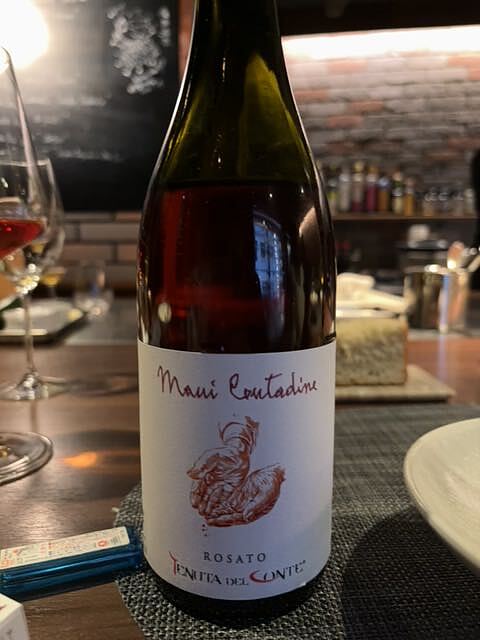 Mani Contadine
ROSATO
TENUTA DEL CONTE®